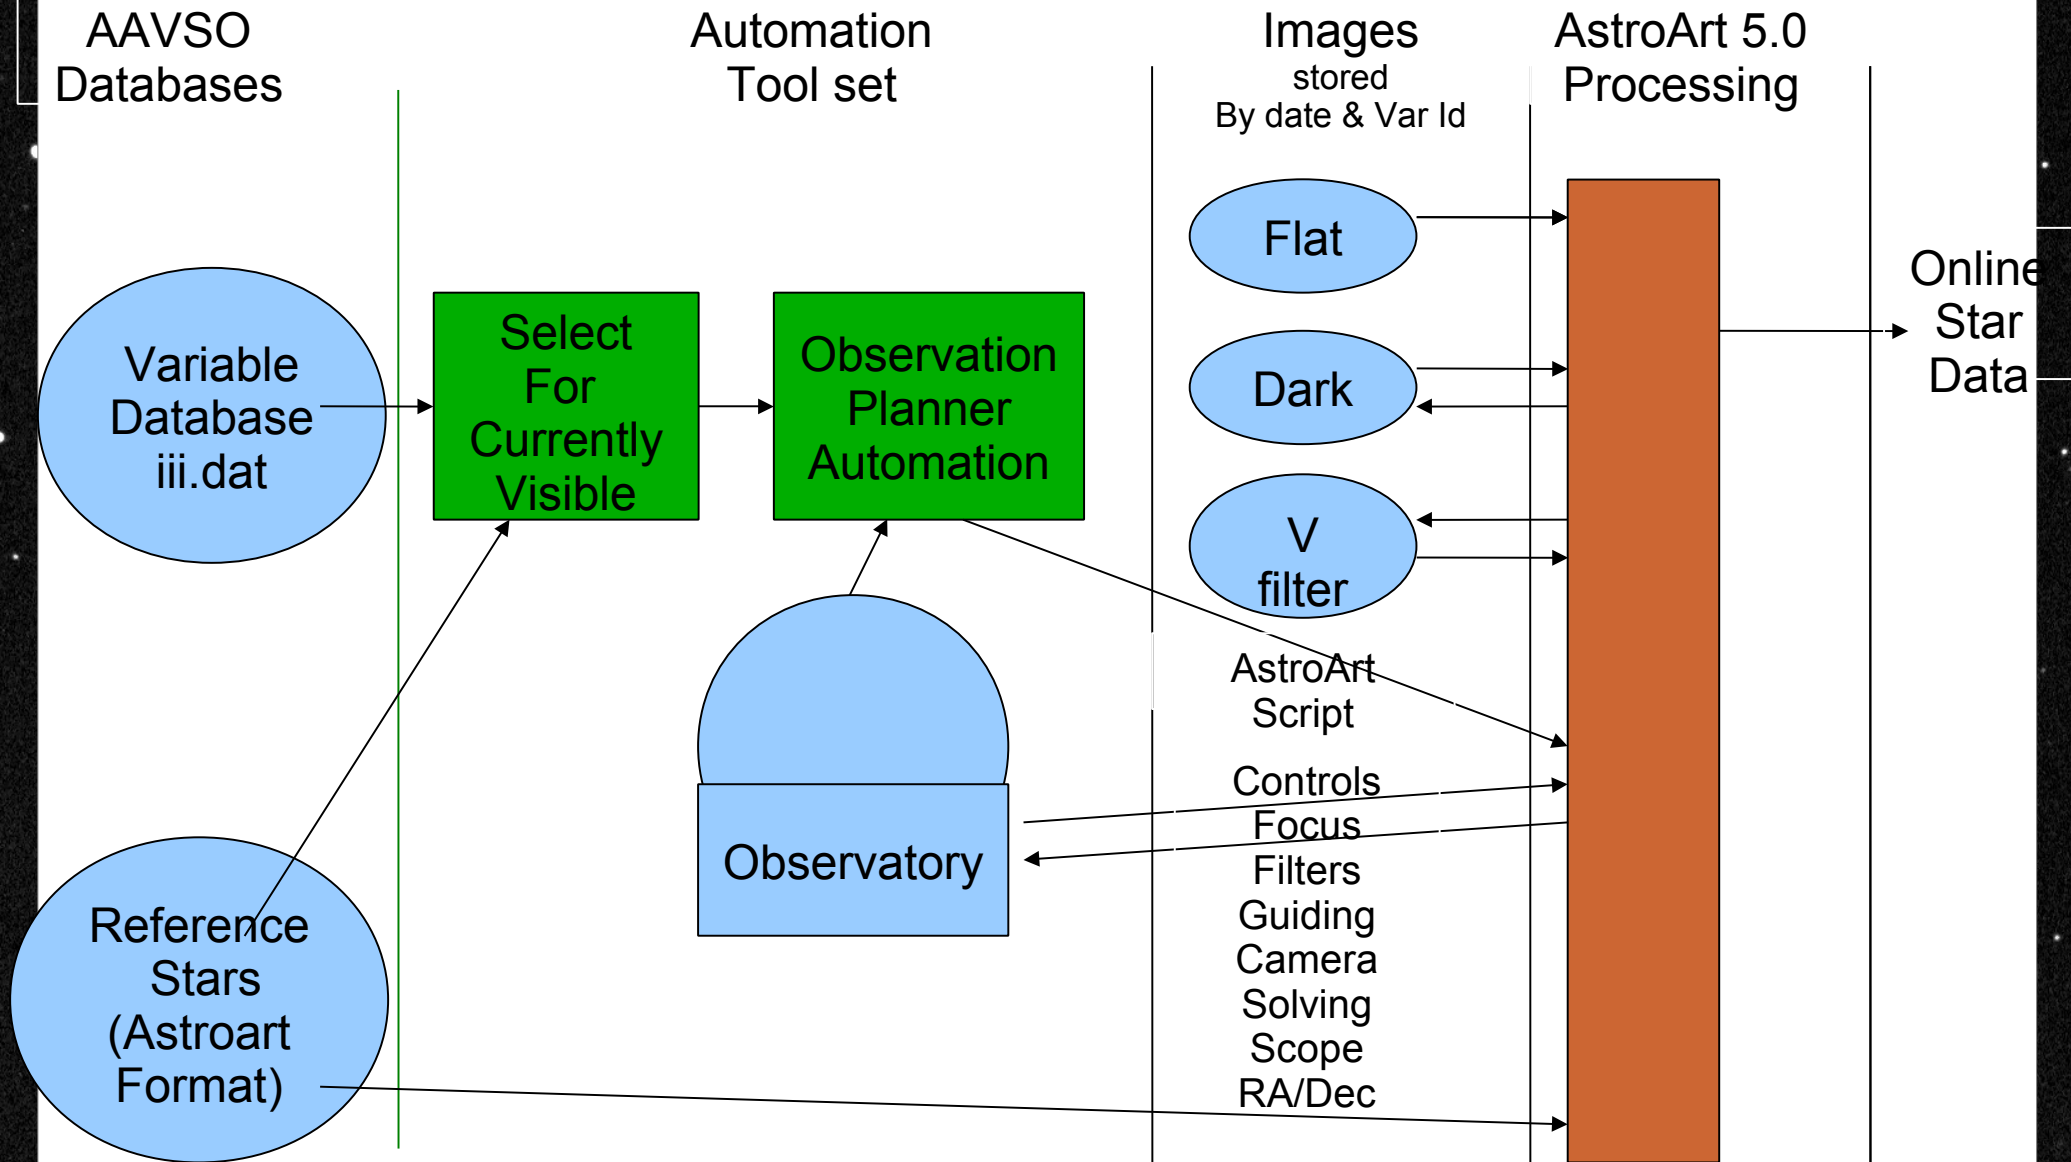 AAVSO
Databases
Automation
Tool set
Images
stored
By date & Var Id
AstroArt 5.0
Processing
Variable
Database
iii.dat
Select
For
Currently
Visible
Observation
Planner
Automation
Flat
Dark
V
filter
Online
Star
Data
AstroArt
Script
Controls
Focus
Filters
Guiding
Camera
Solving
Scope
RA/Dec
Observatory
Reference
Stars
(Astroart
Format)